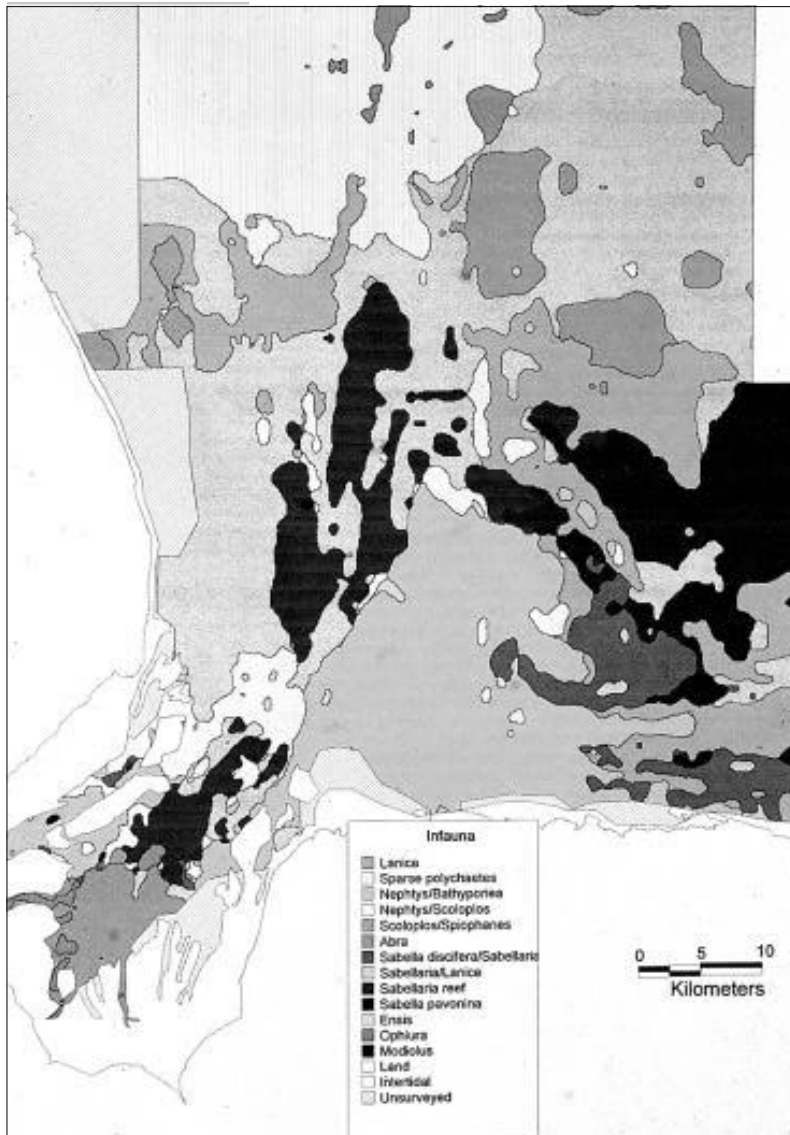 Infauna
Lanice
Sparse polychaetes
Nephtys/Bathyporiea
Nephtys/Scoloplos
Scoloplos/Spiophanes
Abra
Sabella discifera/Sabellaria
Sabellaria/Lanice
Sabellaria reef
Sabella pavonina
Ensis
Ophiura
Modiolus
Land
Intertidal
Unsurveyed
0 5 10
Kilometers